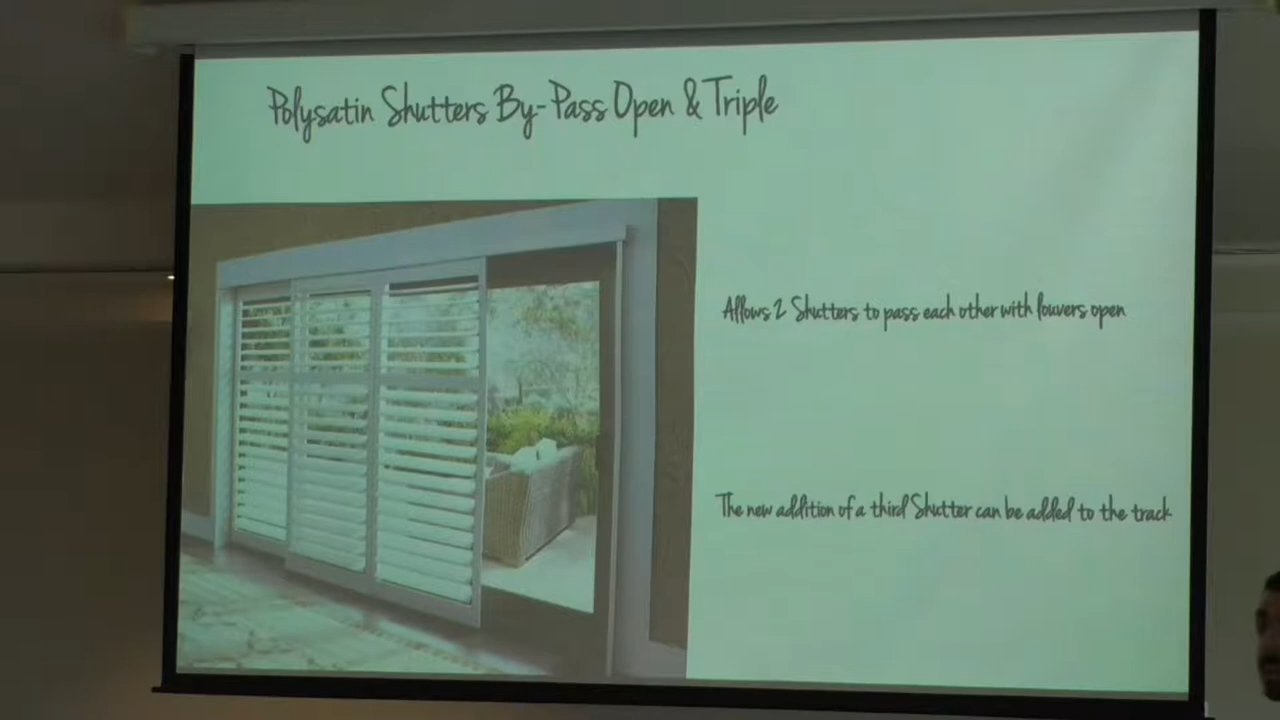 Polysatin Shutters By-Pass Open & Triple
Allows 2 Shutters to pass each other with louvers open
The new addition of a third Shutter can be added to the track